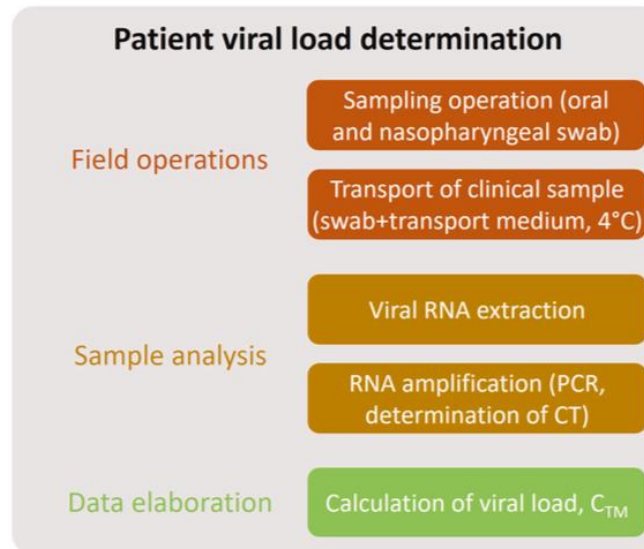 Patient viral load determination
Field operations
Sampling operation (oral
and nasopharyngeal swab)
Transport of clinical sample
(swab+transport medium, 4°C)
Sample analysis
Viral RNA extraction
RNA amplification (PCR,
determination of CT)
Data elaboration
Calculation of viral load, C_TM